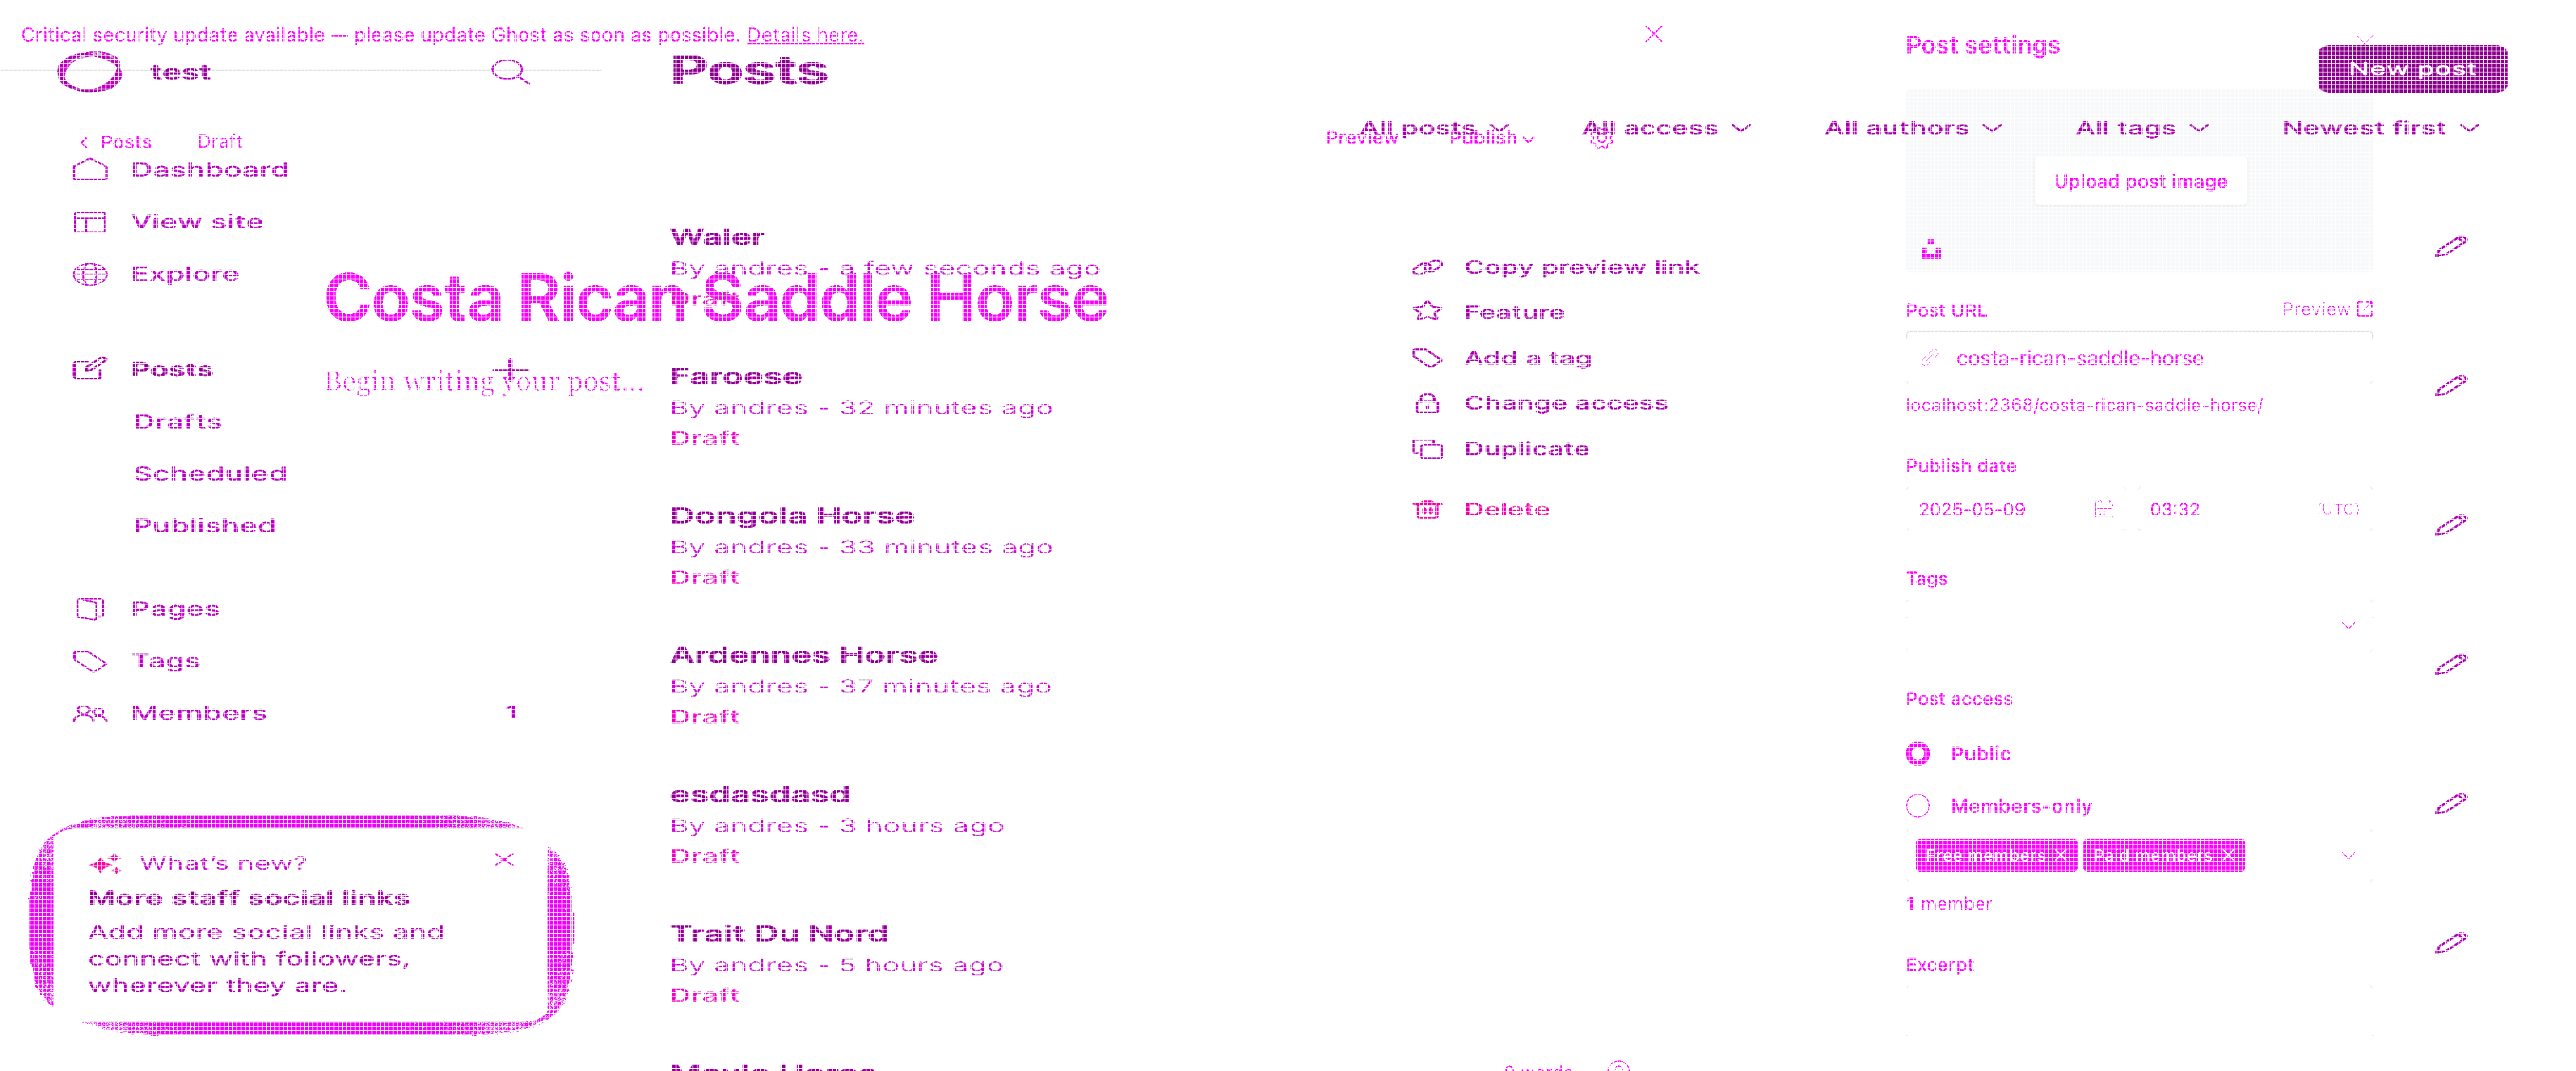 Critical security update available — please update Ghost as soon as possible. Details here.
test
Posts
Post settings
New post
Posts
Draft
Preview
Publish
All posts
All access
All authors
All tags
Newest first
Dashboard
View site
Explore
Posts
Drafts
Scheduled
Published
Pages
Tags
Members
1
What's new?
More staff social links
Add more social links and
connect with followers,
wherever they are.
Costa Rican Saddle Horse
Begin writing your post...
Waler
By andres - a few seconds ago
Draft
Faroese
By andres - 32 minutes ago
Draft
Dongola Horse
By andres - 33 minutes ago
Draft
Ardennes Horse
By andres - 37 minutes ago
Draft
esdasdasd
By andres - 3 hours ago
Draft
Trait Du Nord
By andres - 5 hours ago
Draft
Horse
Copy preview link
Feature
Add a tag
Change access
Duplicate
Delete
Upload post image
Post URL
Preview
costa-rican-saddle-horse
localhost:2368/costa-rican-saddle-horse/
Publish date
2025-05-09
03:32
(UTC)
Tags
Post access
Public
Members-only
Free members
Paid members
1 member
Excerpt
0 words